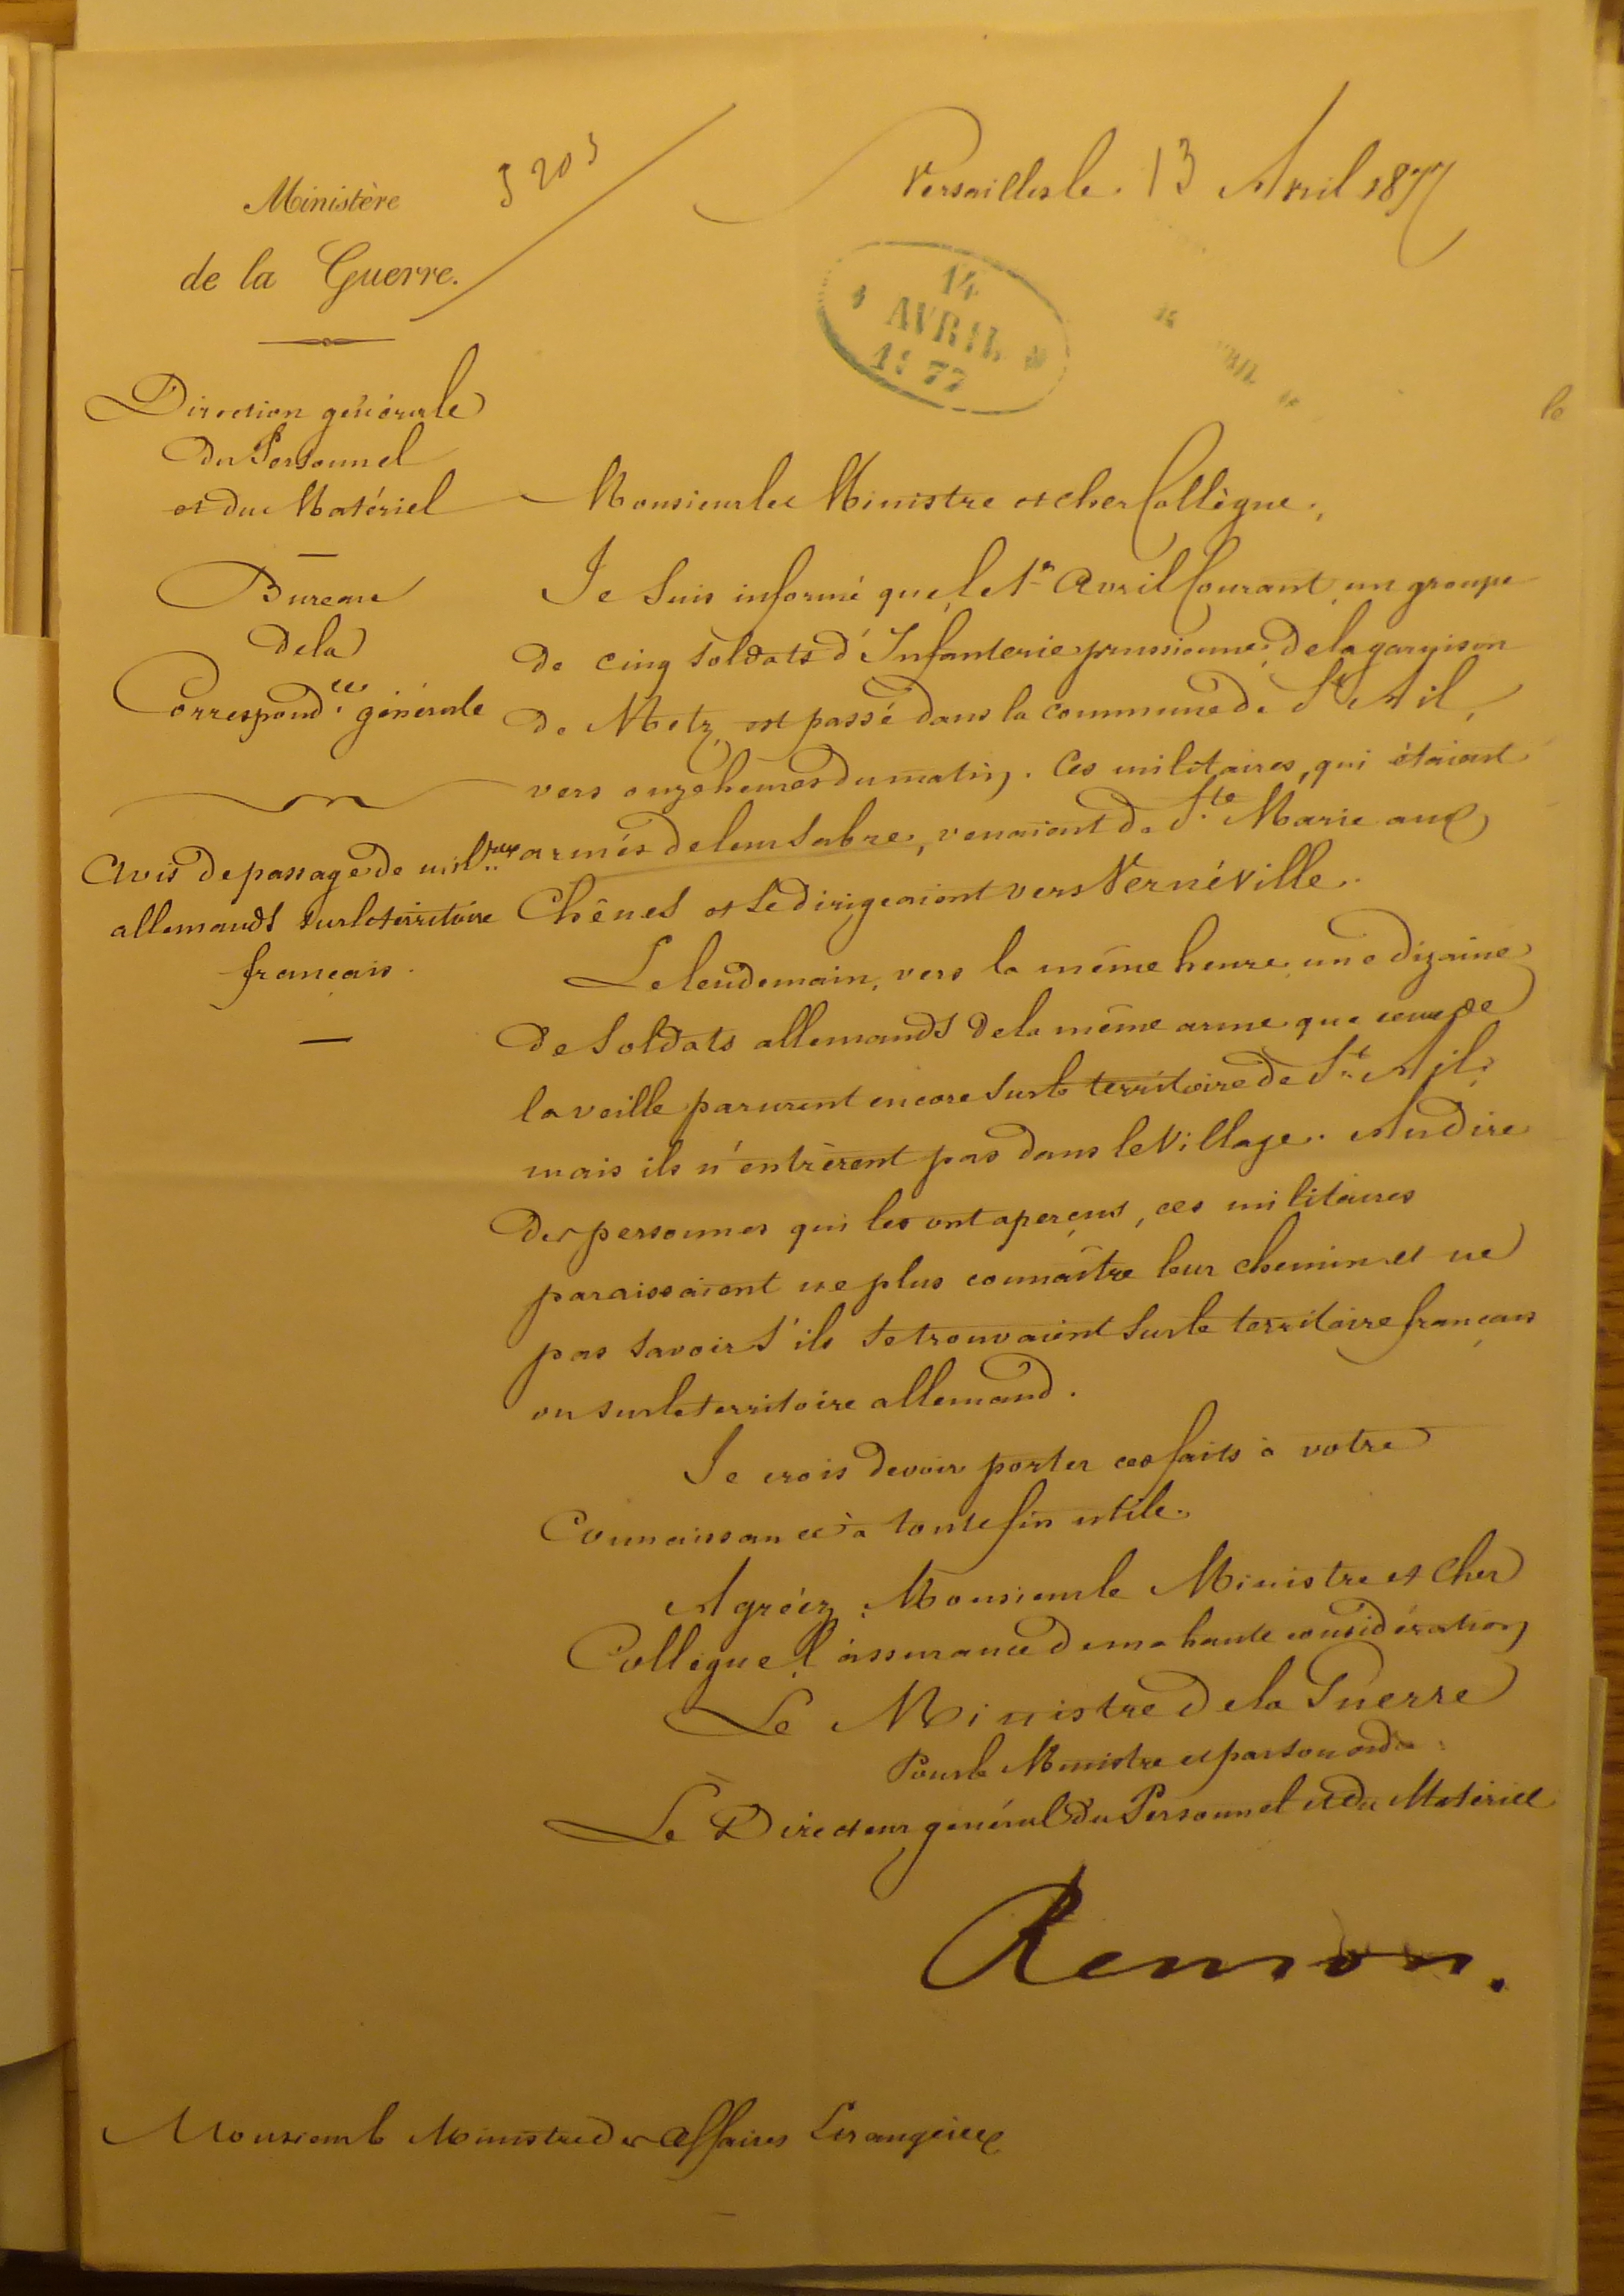 Ministère
de la Guerre.
5203
Versailles le 13 Avril 1877
14
AVRIL
1877
Direction générale
du Personnel
et du Matériel
Bureau
de la
Correspond.ce générale
Avis de passage de mil.res
allemands sur le territoire
français.
Monsieur le Ministre et cher Collègue,
Je suis informé que, le 1er Avril Courant, un groupe
de cinq soldats d'Infanterie prussienne, de la garnison
de Metz, est passé dans la commune de St Ail,
vers onze heures du matin. Ces militaires, qui étaient
armés de leur sabre, venaient de Ste Marie aux
Chênes et se dirigeaient vers Vernéville.
Le lendemain, vers la même heure, une dizaine
de soldats allemands de la même arme que ceux de
la veille parurent encore sur le territoire de St Ail;
mais ils n'entrèrent pas dans le Village. Au dire
des personnes qui les ont aperçus, ces militaires
paraissaient ne plus connaître leur chemin et ne
pas savoir s'ils se trouvaient sur le territoire français
ou sur le territoire allemand.
Je crois devoir porter ces faits à votre
Connaissance à toute fin utile.
Agréez, Monsieur le Ministre et Cher
Collègue, l'assurance de ma haute considération
Le Ministre de la Guerre
Pour le Ministre et par son ordre:
Le Directeur général du Personnel et du Matériel
Renson.
Monsieur le Ministre des Affaires Etrangères